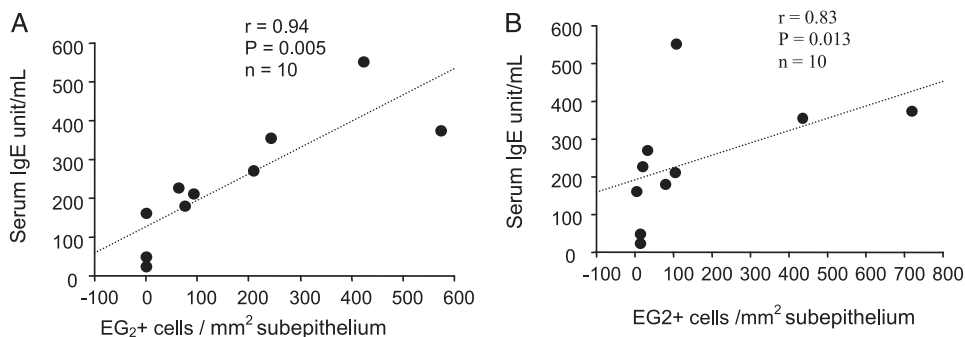 A
r = 0.94
P = 0.005
n = 10
Serum IgE unit/mL
600
500
400
300
200
100
0
-100 0 100 200 300 400 500 600
EG₂+ cells / mm² subepithelium
B
r = 0.83
P = 0.013
n = 10
Serum IgE unit/mL
600
500
400
300
200
100
0
-100 0 100 200 300 400 500 600 700 800
EG2+ cells /mm² subepithelium